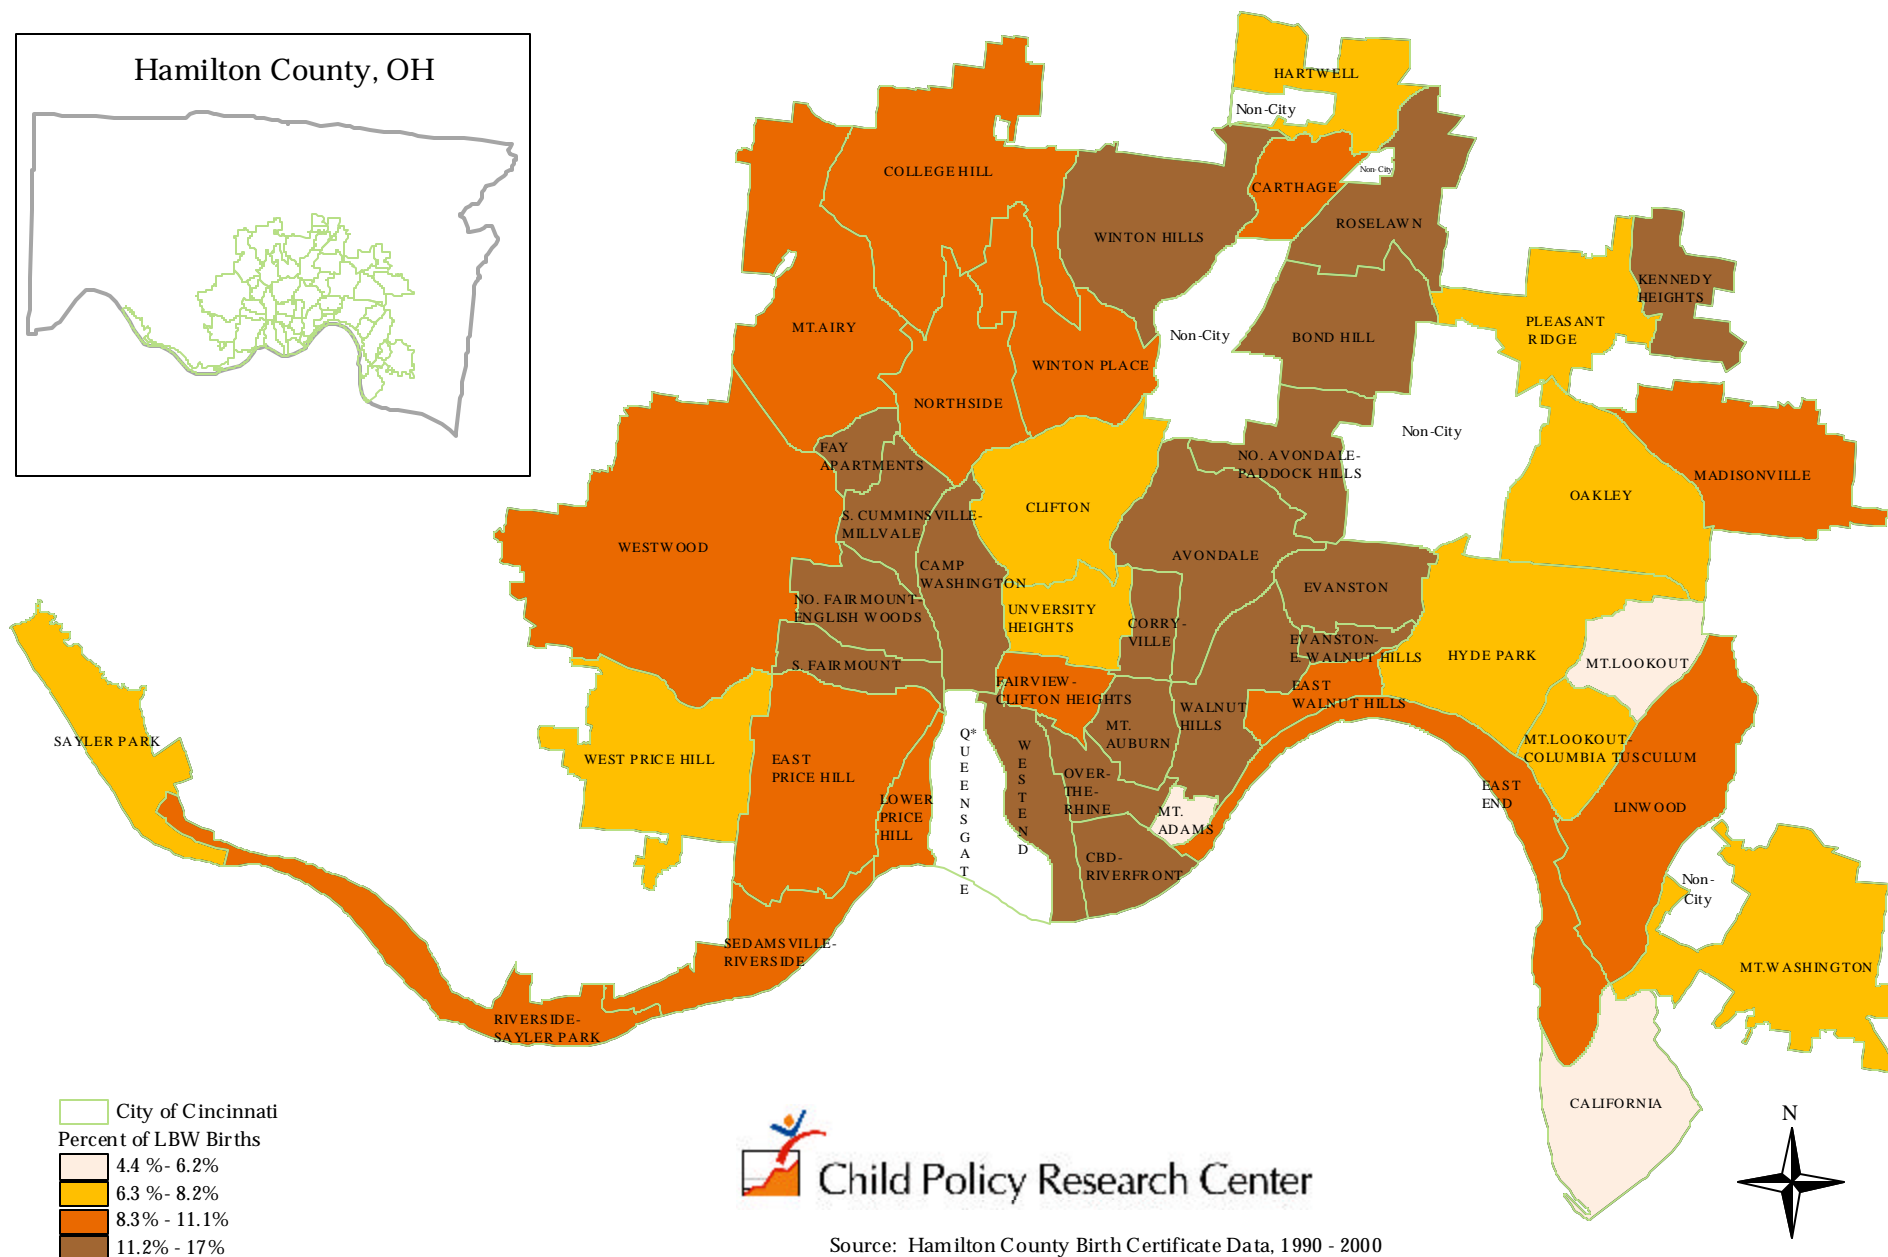 Hamilton County, OH
HARTWELL
Non-City
COLLEGE HILL
Non-City
CARTHAGE
ROSELAWN
WINTON HILLS
KENNEDY
HEIGHTS
MT.AIRY
Non-City
BOND HILL
PLEASANT
RIDGE
WINTON PLACE
NORTHSIDE
Non-City
FAY
APARTMENTS
NO. AVONDALE-
PADDOCK HILLS
MADISONVILLE
OAKLEY
CLIFTON
S. CUMMINSVILLE-
MILLVALE
WESTWOOD
AVONDALE
CAMP
WASHINGTON
EVANSTON
NO. FAIRMOUNT-
ENGLISH WOODS
UNVERSITY
HEIGHTS
CORRY-
VILLE
EVANSTON-
E. WALNUT HILLS
HYDE PARK
MT.LOOKOUT
S. FAIRMOUNT
FAIRVIEW-
CLIFTON HEIGHTS
EAST
WALNUT HILLS
WALNUT
HILLS
MT.
AUBURN
SAYLER PARK
WEST PRICE HILL
EAST
PRICE HILL
Q*
U
E
E
N
S
G
A
T
E
W
E
S
T
E
N
D
MT.LOOKOUT-
COLUMBIA TUSCULUM
OVER-
THE-
RHINE
EAST
END
LINWOOD
LOWER
PRICE
HILL
MT.
ADAMS
CBD-
RIVERFRONT
Non-
City
SEDAMSVILLE-
RIVERSIDE
MT.WASHINGTON
RIVERSIDE-
SAYLER PARK
CALIFORNIA
City of Cincinnati
Percent of LBW Births
4.4 %- 6.2%
6.3 %- 8.2%
8.3% - 11.1%
11.2% - 17%
N
Child Policy Research Center
Source: Hamilton County Birth Certificate Data, 1990 - 2000